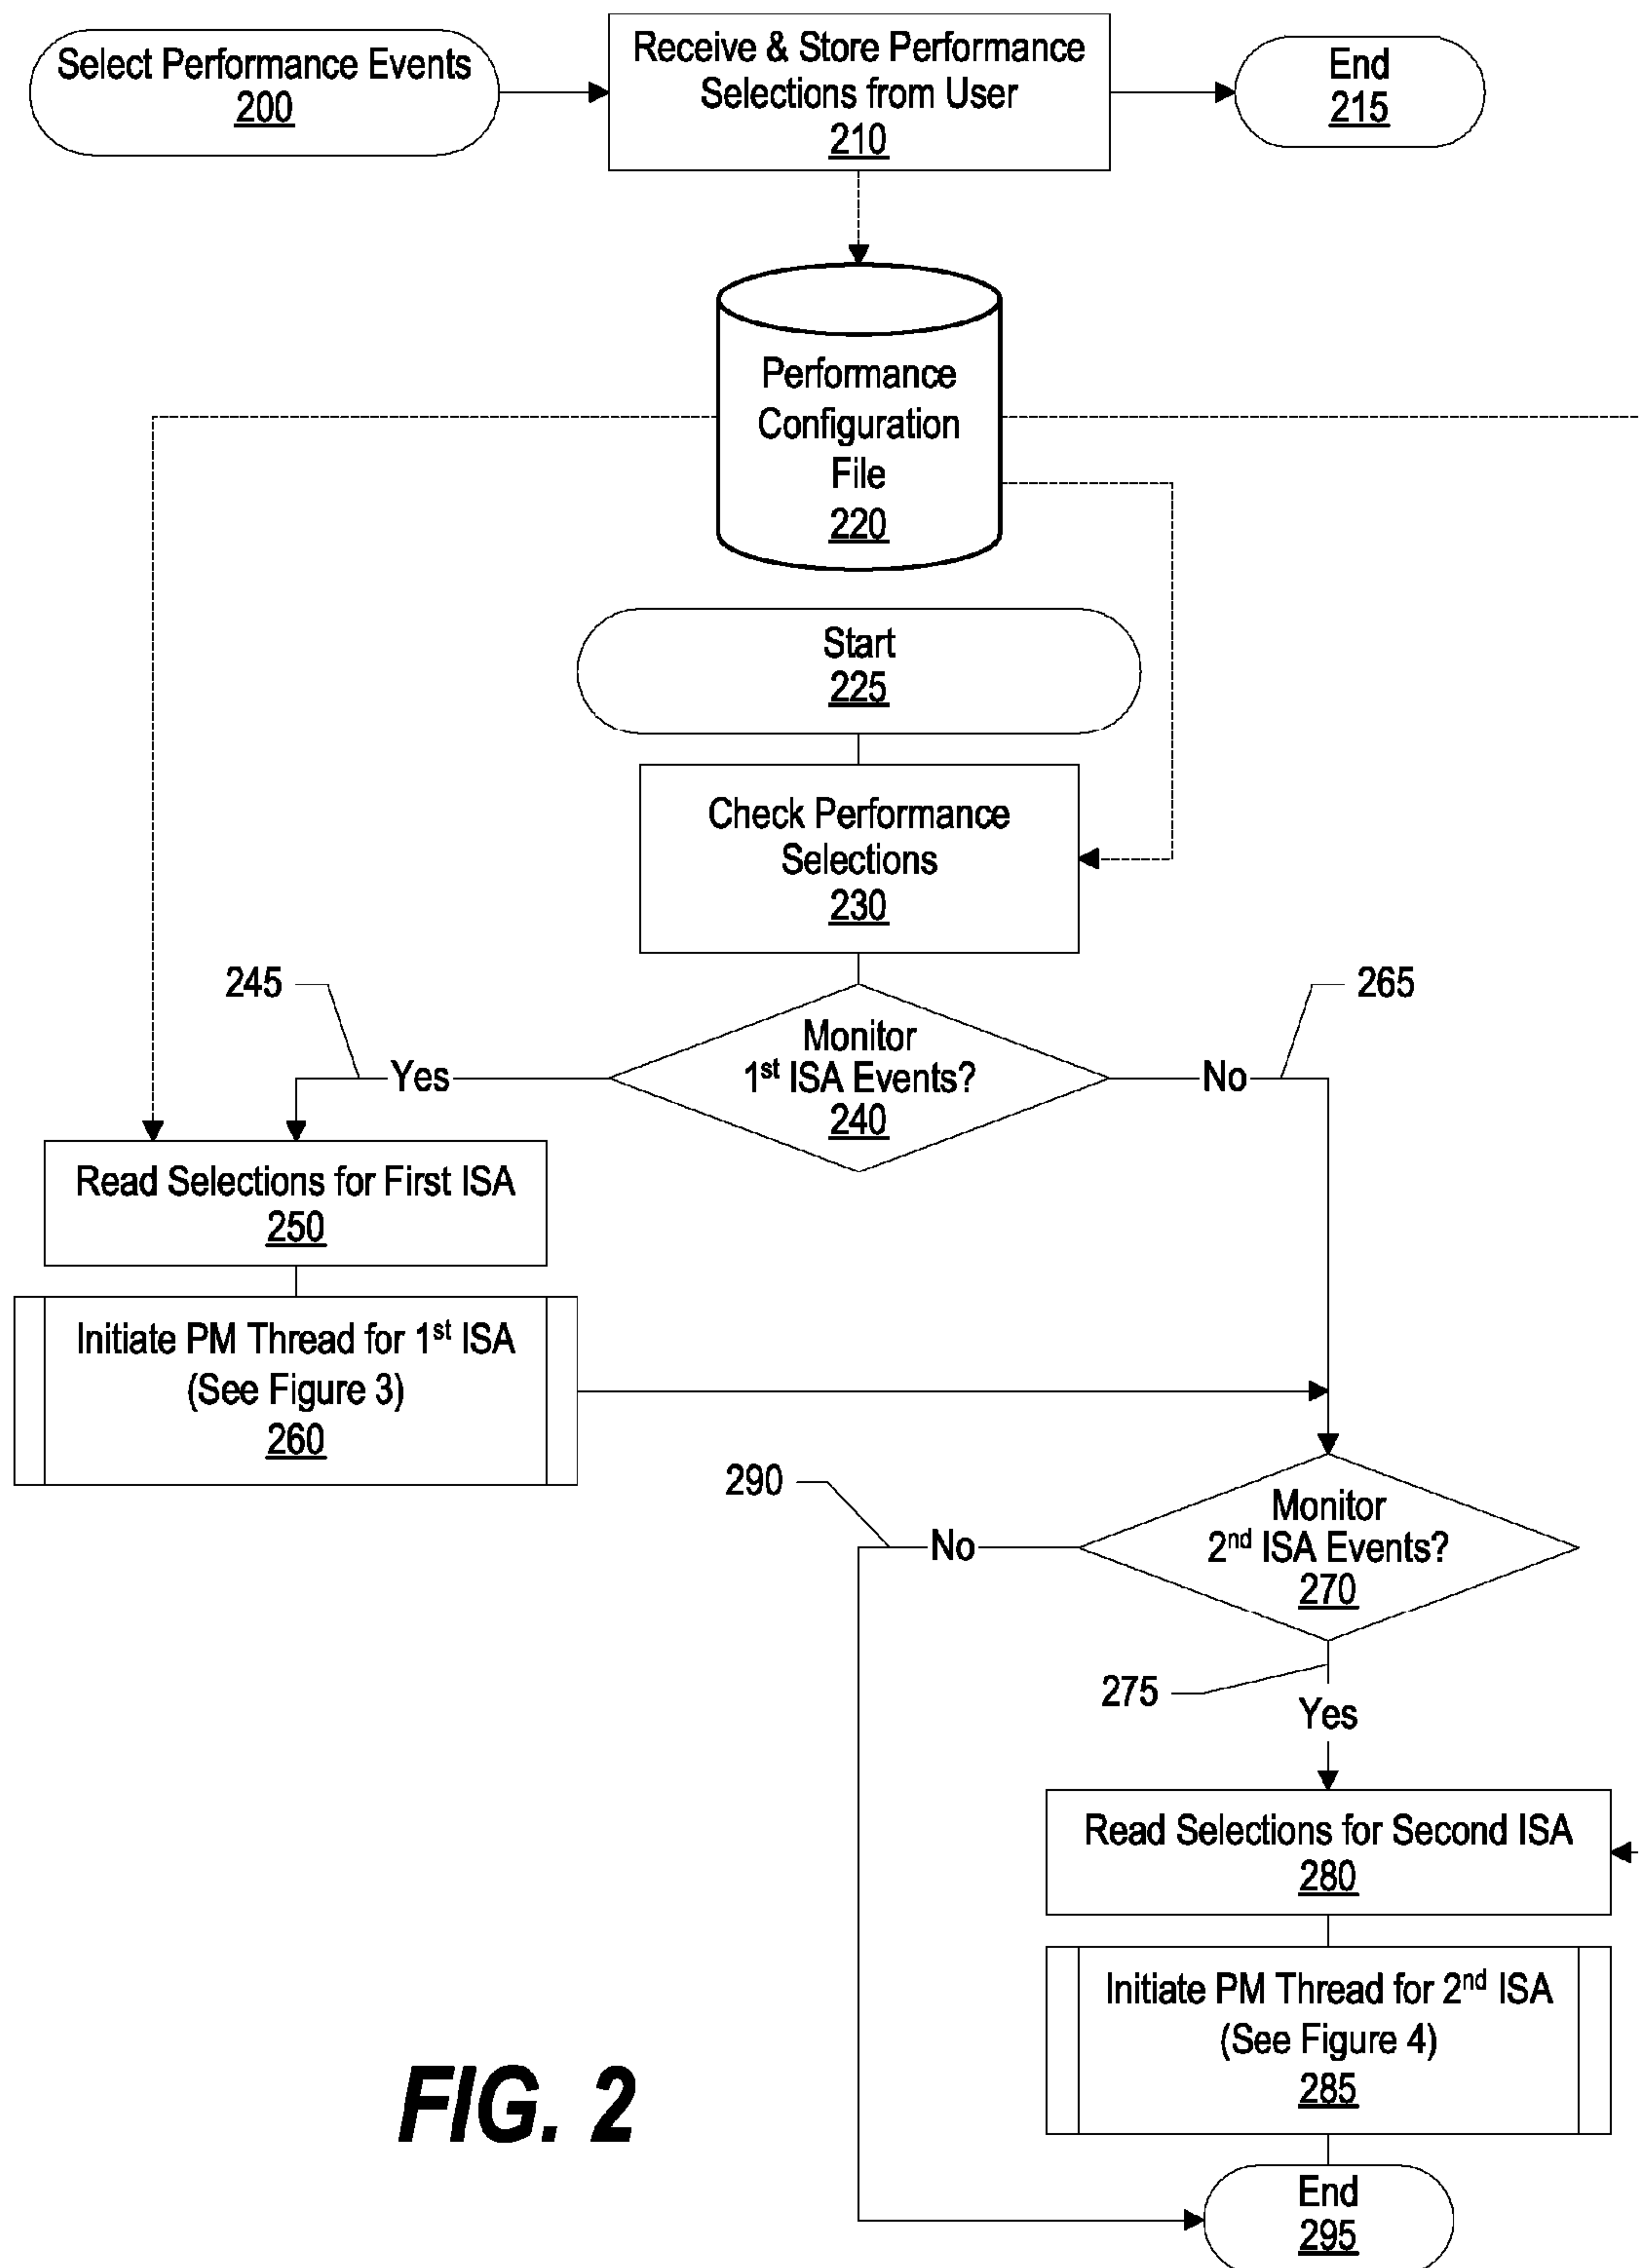 Select Performance Events
200
Receive & Store Performance
Selections from User
210
End
215
Performance
Configuration
File
220
Start
225
Check Performance
Selections
230
245
265
Monitor
1st ISA Events?
240
Yes
No
Read Selections for First ISA
250
Initiate PM Thread for 1st ISA
(See Figure 3)
260
290
No
Monitor
2nd ISA Events?
270
275
Yes
Read Selections for Second ISA
280
Initiate PM Thread for 2nd ISA
(See Figure 4)
285
End
295
FIG. 2